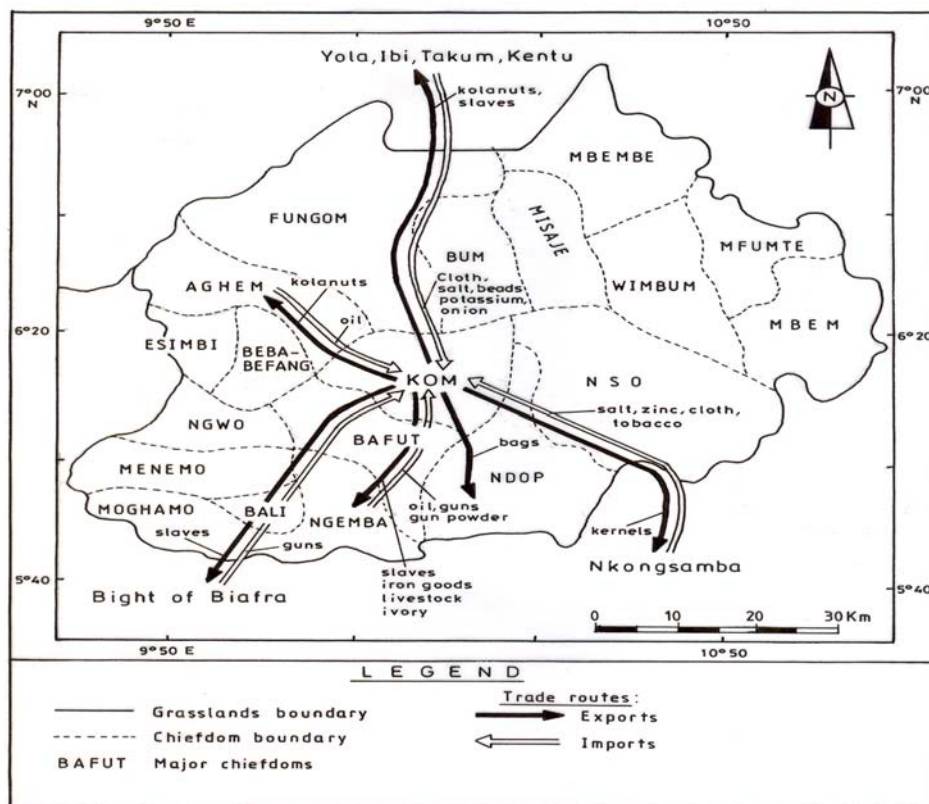 9°50 E
10°50
Yola, Ibi, Takum, Kentu
7°00
N
7°00
N
kolanuts,
slaves
N
MBEMBE
FUNGOM
MISAJE
BUM
MFUMTE
WIMBUM
AGHEM
kolanuts
Cloth,
salt, beads
potassium,
onion
oil
6°20
6°20
MBEM
ESIMBI
BEBA-
BEFANG
KOM
NSO
salt, zinc, cloth,
tobacco
NGWO
BAFUT
bags
MENEMO
NDOP
MOGHAMO
BALI
NGEMBA
oil, guns
gun powder
slaves
guns
kernels
5°40
5°40
Bight of Biafra
slaves
iron goods
livestock
ivory
Nkongsamba
0 10 20 30 Km
9°50 E
10°50
LEGEND
Grasslands boundary
Chiefdom boundary
BAFUT Major chiefdoms
Trade routes:
Exports
Imports